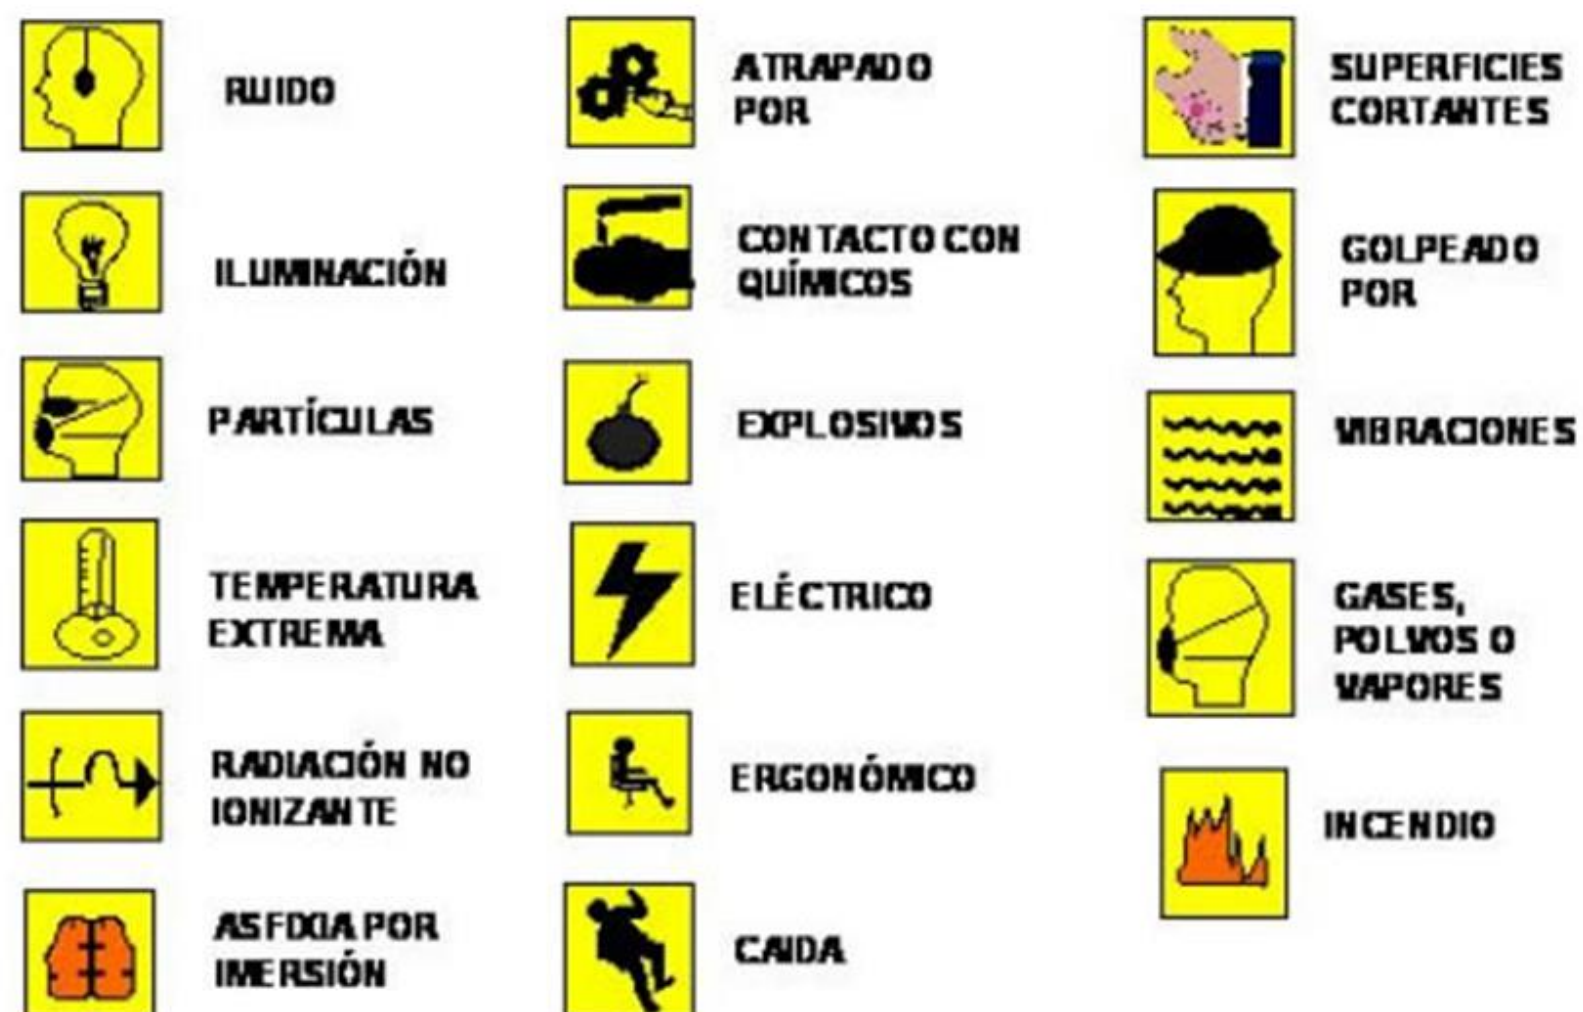 RUIDO
ILUMINACIÓN
PARTÍCULAS
TEMPERATURA
EXTREMA
RADIACIÓN NO
IONIZANTE
ASFIXIA POR
IMERSIÓN
ATRAPADO
POR
CONTACTO CON
QUÍMICOS
EXPLOSIVOS
ELÉCTRICO
ERGONÓMICO
CAIDA
SUPERFICIES
CORTANTES
GOLPEADO
POR
VIBRACIONES
GASES,
POLVOS O
VAPORES
INCENDIO